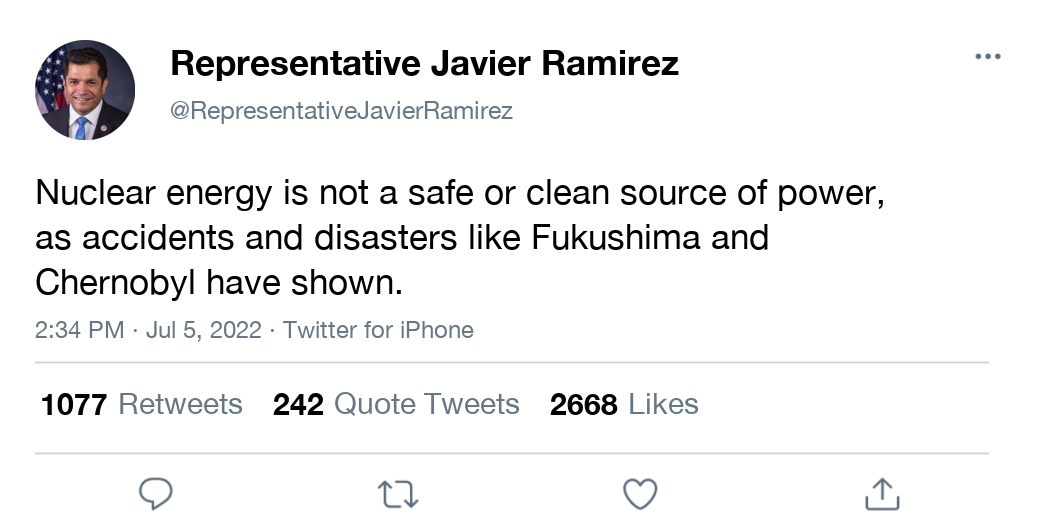 Representative Javier Ramirez
@RepresentativeJavierRamirez
Nuclear energy is not a safe or clean source of power,
as accidents and disasters like Fukushima and
Chernobyl have shown.
2:34 PM · Jul 5, 2022 · Twitter for iPhone
1077 Retweets 242 Quote Tweets 2668 Likes